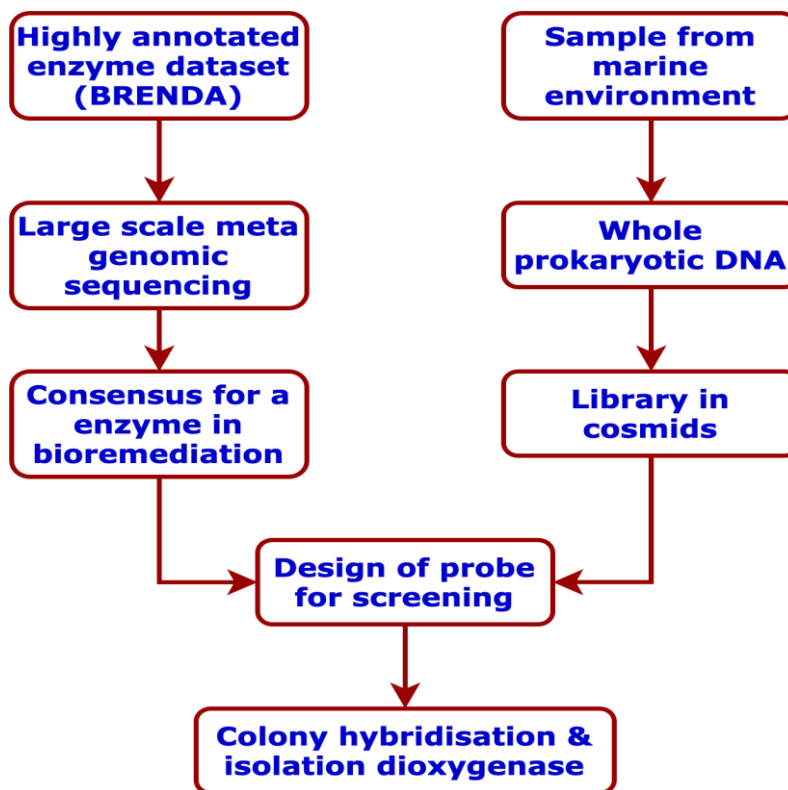 Highly annotated
enzyme dataset
(BRENDA)
Large scale meta
genomic
sequencing
Consensus for a
enzyme in
bioremediation
Sample from
marine
environment
Whole
prokaryotic DNA
Library in
cosmids
Design of probe
for screening
Colony hybridisation &
isolation dioxygenase